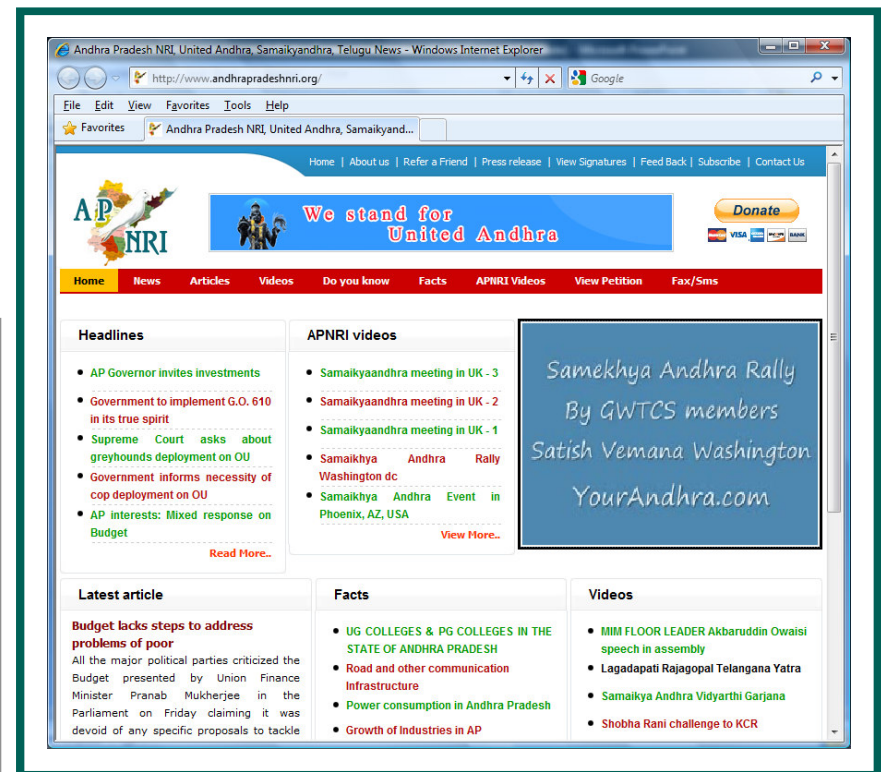 Andhra Pradesh NRI, United Andhra, Samaikyandhra, Telugu News - Windows Internet Explorer
http://www.andhrapradeshnri.org/
Google
File Edit View Favorites Tools Help
Favorites
Andhra Pradesh NRI, United Andhra, Samaikyand...
Home | About us | Refer a Friend | Press release | View Signatures | Feed Back | Subscribe | Contact Us
AP
NRI
We stand for
United Andhra
Donate
VISA
BANK
Home News Articles Videos Do you know Facts APNRI Videos View Petition Fax/Sms
Headlines
AP Governor invites investments
Government to implement G.O. 610
in its true spirit
Supreme Court asks about
greyhounds deployment on OU
Government informs necessity of
cop deployment on OU
AP interests: Mixed response on
Budget
Read More..
APNRI videos
Samaikyaandhra meeting in UK - 3
Samaikyaandhra meeting in UK - 2
Samaikyaandhra meeting in UK - 1
Samaikhya Andhra Rally
Washington dc
Samaikhya Andhra Event in
Phoenix, AZ, USA
View More..
Samekhya Andhra Rally
By GWTCS members
Satish Vemana Washington
YourAndhra.com
Latest article
Budget lacks steps to address
problems of poor
All the major political parties criticized the
Budget presented by Union Finance
Minister Pranab Mukherjee in the
Parliament on Friday claiming it was
devoid of any specific proposals to tackle
Facts
UG COLLEGES & PG COLLEGES IN THE
STATE OF ANDHRA PRADESH
Road and other communication
Infrastructure
Power consumption in Andhra Pradesh
Growth of Industries in AP
Videos
MIM FLOOR LEADER Akbaruddin Owaisi
speech in assembly
Lagadapati Rajagopal Telangana Yatra
Samaikya Andhra Vidyarthi Garjana
Shobha Rani challenge to KCR